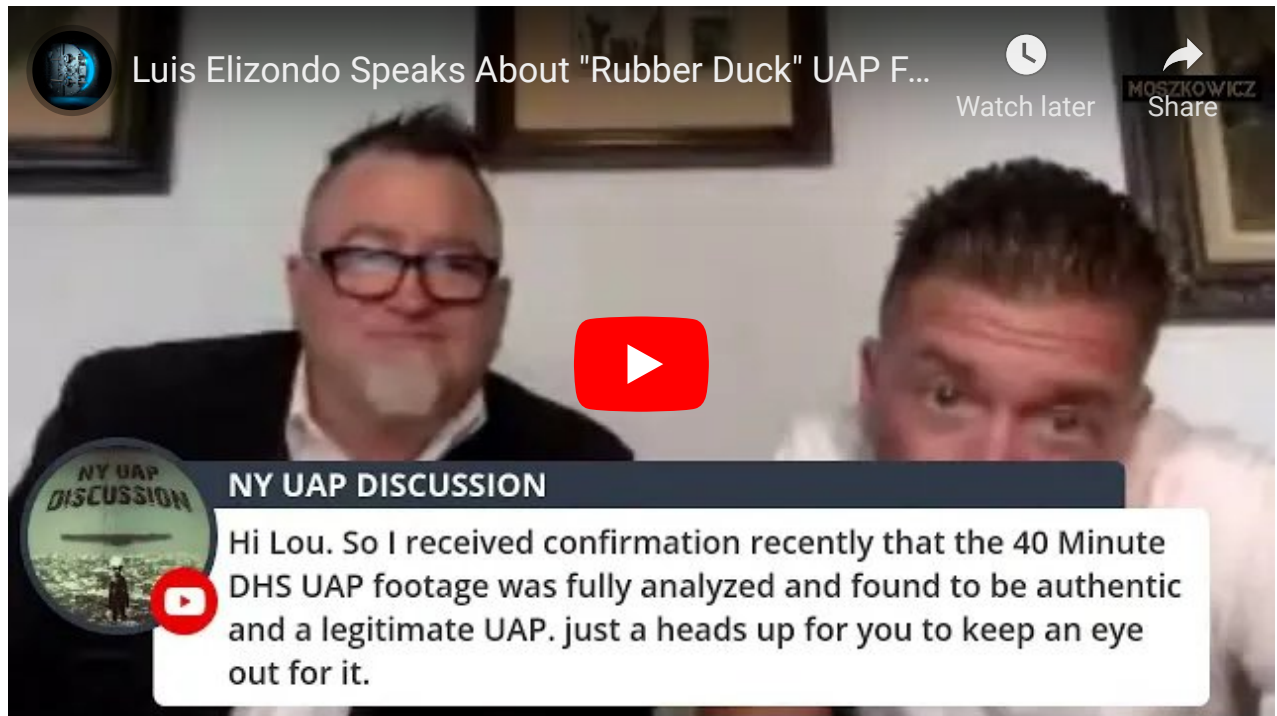 Luis Elizondo Speaks About "Rubber Duck" UAP F...
Watch later
Share
MOSZKOWICZ
NY UAP
DISCUSSION
NY UAP DISCUSSION
Hi Lou. So I received confirmation recently that the 40 Minute
DHS UAP footage was fully analyzed and found to be authentic
and a legitimate UAP. just a heads up for you to keep an eye
out for it.